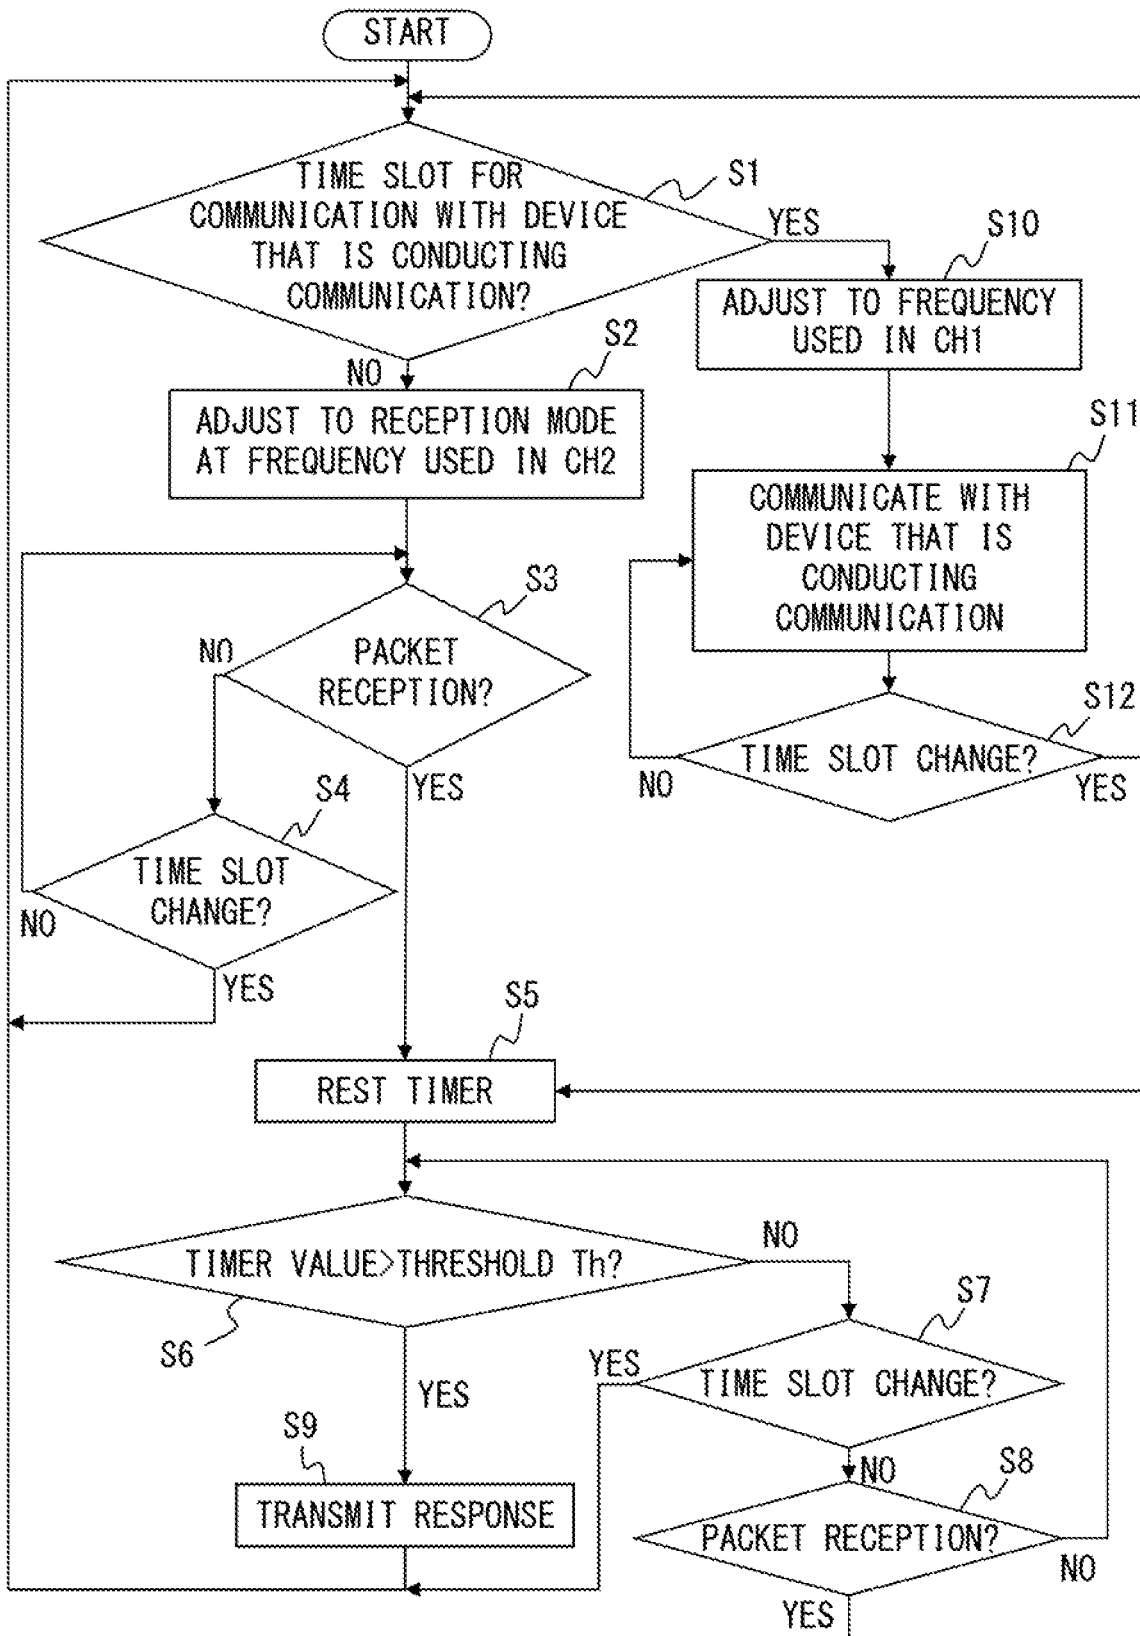 START
S1
TIME SLOT FOR
COMMUNICATION WITH DEVICE
THAT IS CONDUCTING
COMMUNICATION?
YES
S10
ADJUST TO FREQUENCY
USED IN CH1
NO
S2
ADJUST TO RECEPTION MODE
AT FREQUENCY USED IN CH2
S11
COMMUNICATE WITH
DEVICE THAT IS
CONDUCTING
COMMUNICATION
S3
PACKET
RECEPTION?
NO
YES
S12
TIME SLOT CHANGE?
NO
YES
S4
TIME SLOT
CHANGE?
NO
YES
S5
REST TIMER
TIMER VALUE>THRESHOLD Th?
NO
S6
YES
S7
TIME SLOT CHANGE?
YES
NO
S9
TRANSMIT RESPONSE
S8
PACKET RECEPTION?
NO
YES